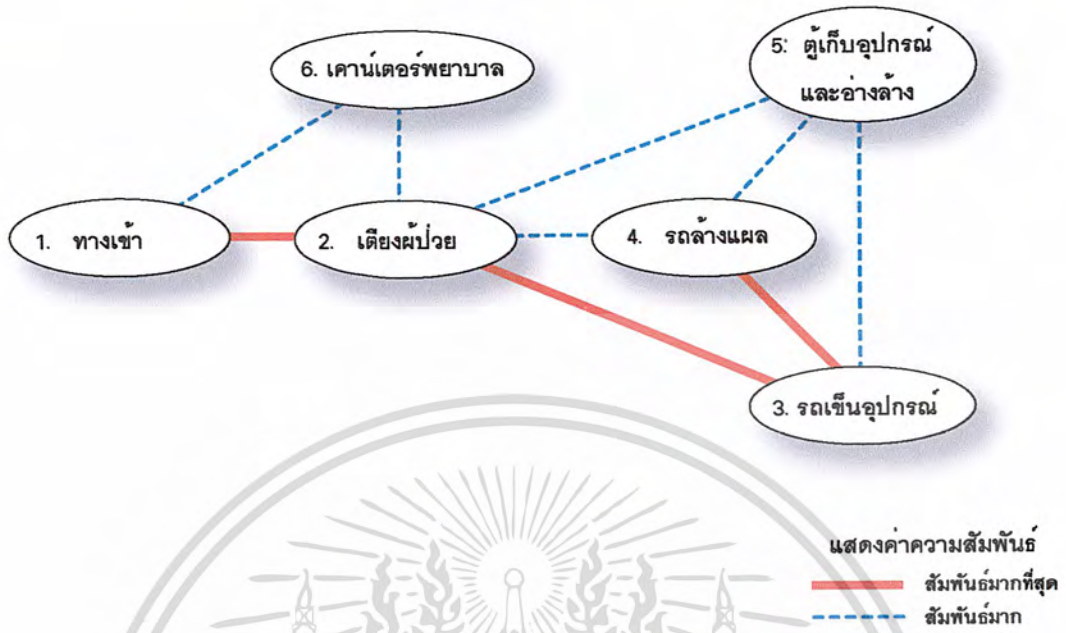 6. เคาน์เตอร์พยาบาล
5: ตู้เก็บอุปกรณ์
และอ่างล้าง
1. ทางเข้า
2. เตียงผู้ป่วย
4. รถล้างแผล
3. รถเข็นอุปกรณ์
แสดงค่าความสัมพันธ์
สัมพันธ์มากที่สุด
สัมพันธ์มาก